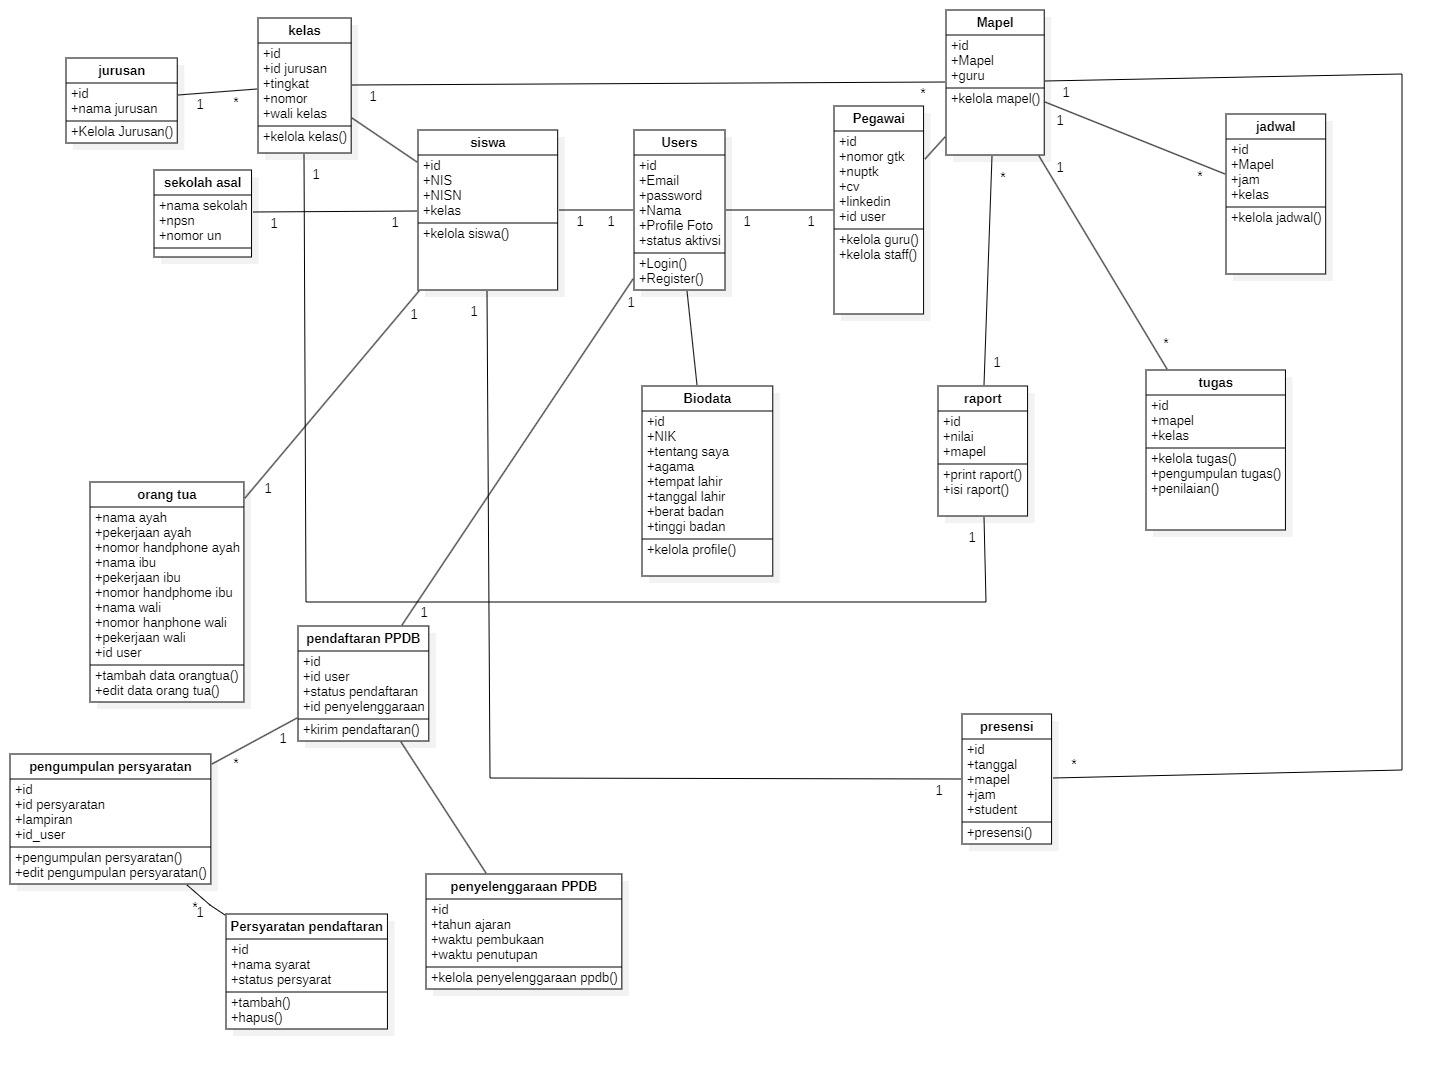 jurusan
+id
+nama jurusan
+Kelola Jurusan()
1
*
kelas
+id
+id jurusan
+tingkat
+nomor
+wali kelas
+kelola kelas()
1
1
*
Mapel
+id
+Mapel
+guru
+kelola mapel()
1
1
1
*
*
jadwal
+id
+Mapel
+jam
+kelas
+kelola jadwal()
sekolah asal
+nama sekolah
+npsn
+nomor un
1
1
siswa
+id
+NIS
+NISN
+kelas
+kelola siswa()
1
1
1
1
Users
+id
+Email
+password
+Nama
+Profile Foto
+status aktivsi
+Login()
+Register()
1
1
1
Pegawai
+id
+nomor gtk
+nuptk
+cv
+linkedin
+id user
+kelola guru()
+kelola staff()
Biodata
+id
+NIK
+tentang saya
+agama
+tempat lahir
+tanggal lahir
+berat badan
+tinggi badan
+kelola profile()
1
raport
+id
+nilai
+mapel
+print raport()
+isi raport()
1
*
tugas
+id
+mapel
+kelas
+kelola tugas()
+pengumpulan tugas()
+penilaian()
1
orang tua
+nama ayah
+pekerjaan ayah
+nomor handphone ayah
+nama ibu
+pekerjaan ibu
+nomor handphome ibu
+nama wali
+nomor hanphone wali
+pekerjaan wali
+id user
+tambah data orangtua()
+edit data orang tua()
1
pendaftaran PPDB
+id
+id user
+status pendaftaran
+id penyelenggaraan
+kirim pendaftaran()
1
*
pengumpulan persyaratan
+id
+id persyaratan
+lampiran
+id_user
+pengumpulan persyaratan()
+edit pengumpulan persyaratan()
*
1
Persyaratan pendaftaran
+id
+nama syarat
+status persyarat
+tambah()
+hapus()
penyelenggaraan PPDB
+id
+tahun ajaran
+waktu pembukaan
+waktu penutupan
+kelola penyelenggaraan ppdb()
1
presensi
+id
+tanggal
+mapel
+jam
+student
+presensi()
*